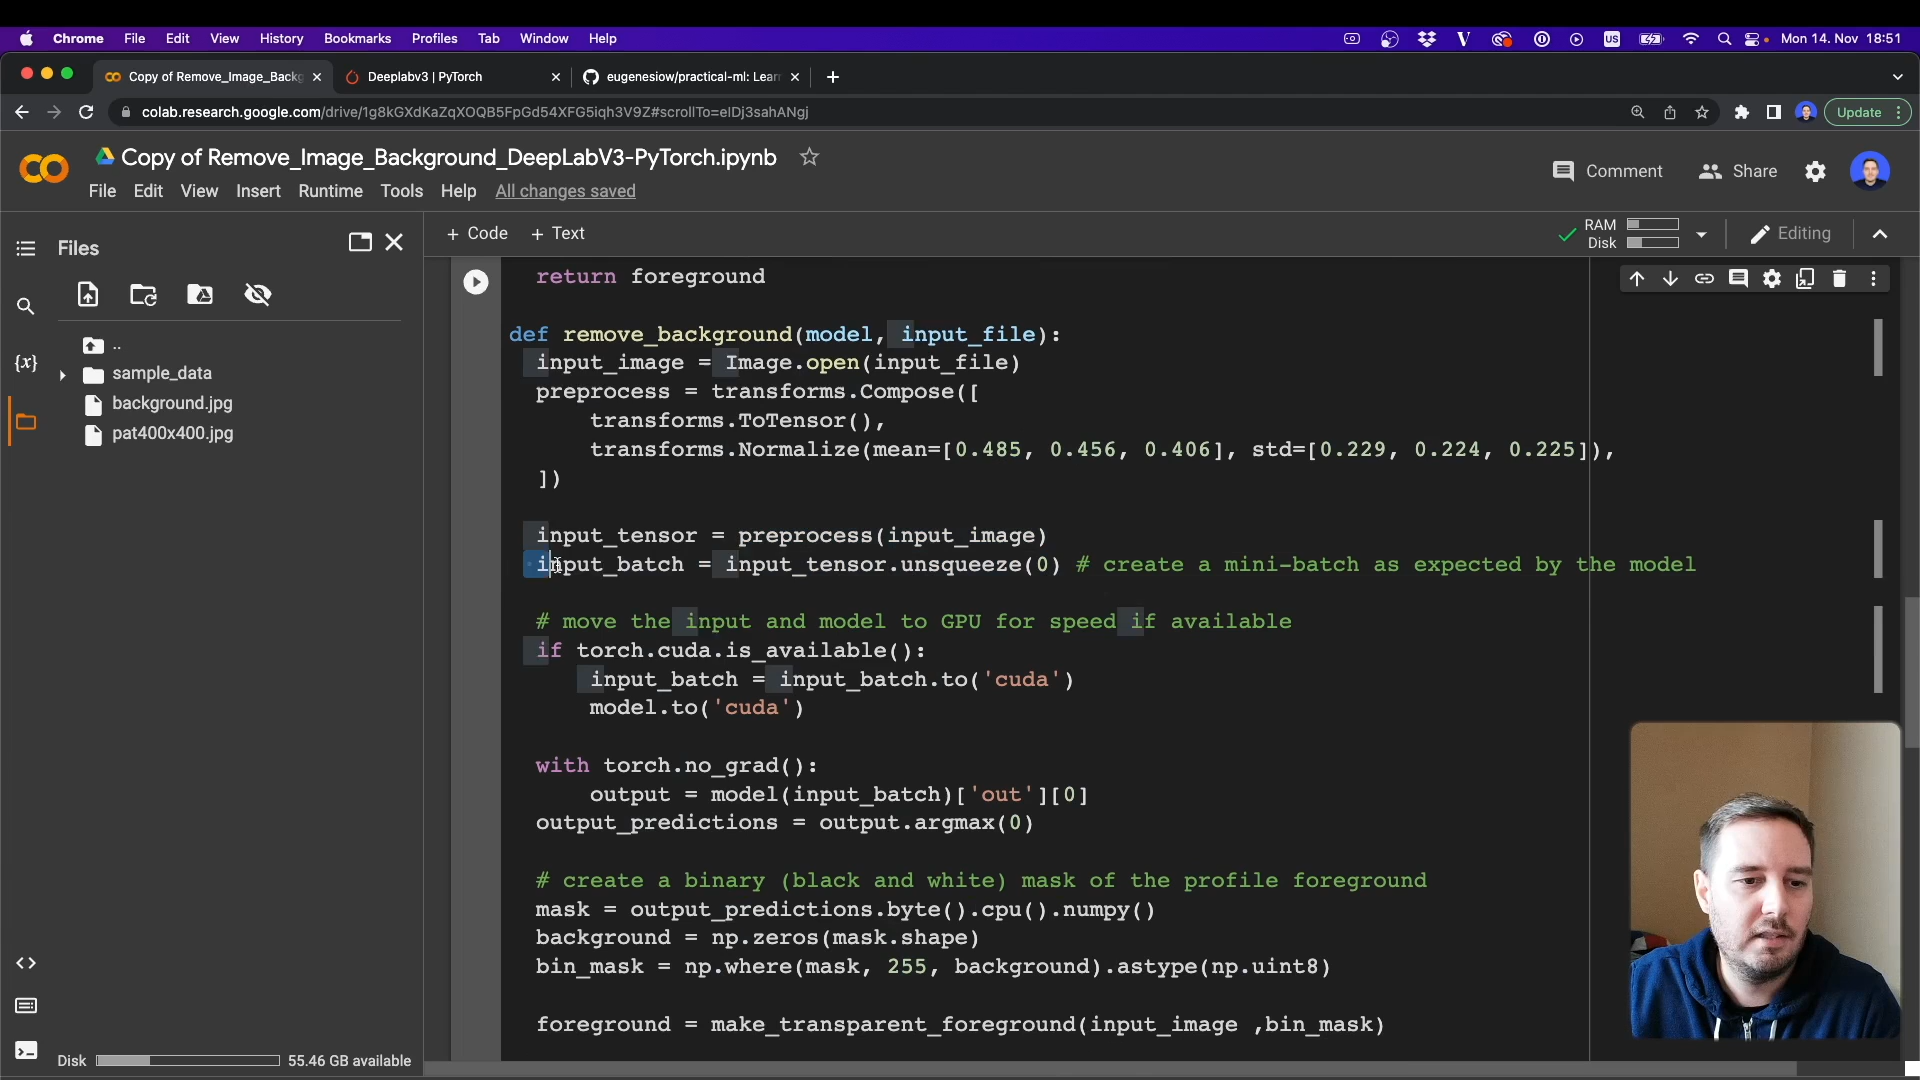 Chrome File Edit View History Bookmarks Profiles Tab Window Help US Mon 14. Nov 18:51
Copy of Remove_Image_Backg Deeplabv3 | PyTorch eugenesiow/practical-ml: Lear
colab.research.google.com/drive/1g8kGXdKaZqXOQB5FpGd54XFG5iqh3V9Z#scrollTo=eIDj3sahANgj Update
Copy of Remove_Image_Background_DeepLabV3-PyTorch.ipynb
File Edit View Insert Runtime Tools Help All changes saved
Comment Share
Files
+ Code + Text
RAM
Disk
Editing
..
sample_data
background.jpg
pat400x400.jpg
{x}
return foreground
def remove_background(model, input_file):
input_image = Image.open(input_file)
preprocess = transforms.Compose([
transforms.ToTensor(),
transforms.Normalize(mean=[0.485, 0.456, 0.406], std=[0.229, 0.224, 0.225]),
])
input_tensor = preprocess(input_image)
input_batch = input_tensor.unsqueeze(0) # create a mini-batch as expected by the model
# move the input and model to GPU for speed if available
if torch.cuda.is_available():
input_batch = input_batch.to('cuda')
model.to('cuda')
with torch.no_grad():
output = model(input_batch)['out'][0]
output_predictions = output.argmax(0)
# create a binary (black and white) mask of the profile foreground
mask = output_predictions.byte().cpu().numpy()
background = np.zeros(mask.shape)
bin_mask = np.where(mask, 255, background).astype(np.uint8)
foreground = make_transparent_foreground(input_image ,bin_mask)
Disk 55.46 GB available